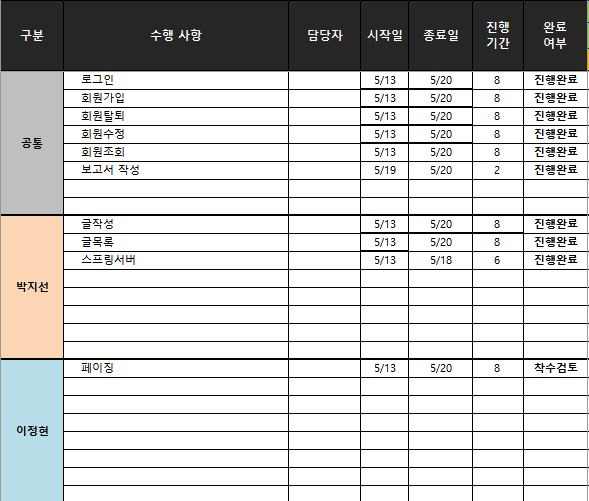 구분 수행 사항 담당자 시작일 종료일 진행 기간 완료 여부
공통
로그인 5/13 5/20 8 진행완료
회원가입 5/13 5/20 8 진행완료
회원탈퇴 5/13 5/20 8 진행완료
회원수정 5/13 5/20 8 진행완료
회원조회 5/13 5/20 8 진행완료
보고서 작성 5/19 5/20 2 진행완료
박지선
글작성 5/13 5/20 8 진행완료
글목록 5/13 5/20 8 진행완료
스프링서버 5/13 5/18 6 진행완료
이정현
페이징 5/13 5/20 8 착수검토